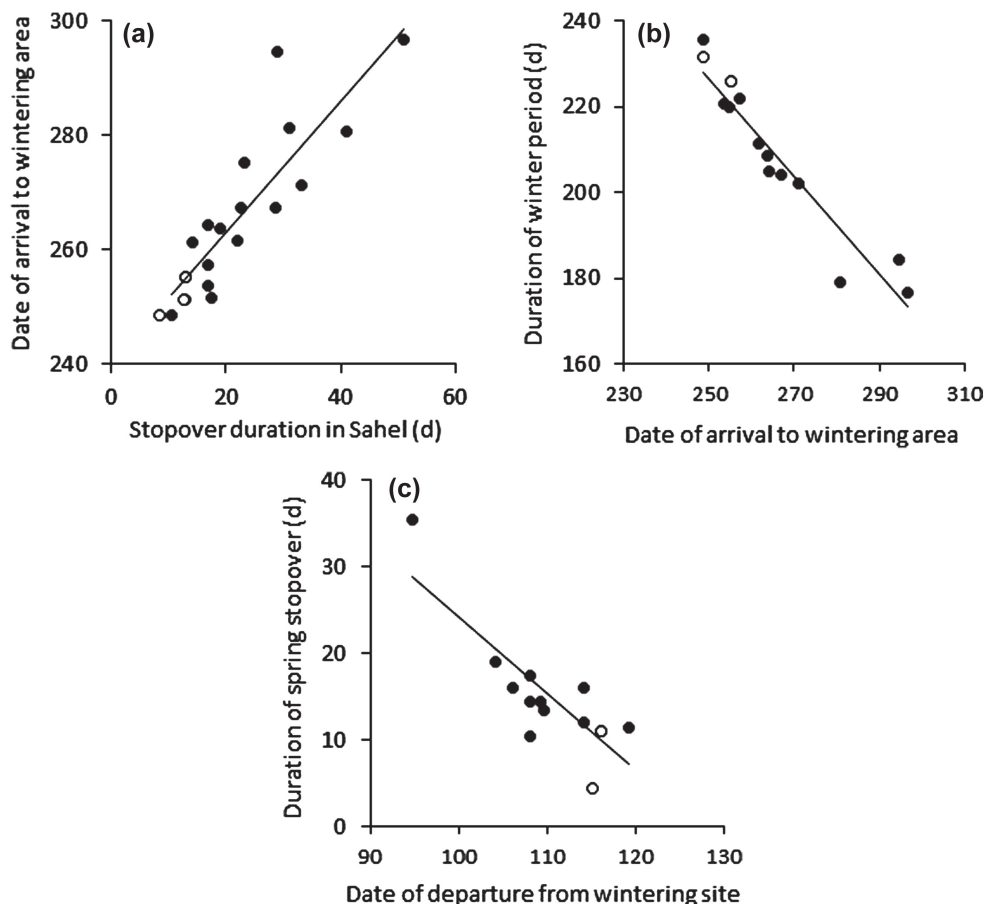 (a)
Date of arrival to wintering area
300
280
260
240
0 20 40 60
Stopover duration in Sahel (d)
(b)
Duration of winter period (d)
240
220
200
180
160
230 250 270 290 310
Date of arrival to wintering area
(c)
Duration of spring stopover (d)
40
30
20
10
0
90 100 110 120 130
Date of departure from wintering site